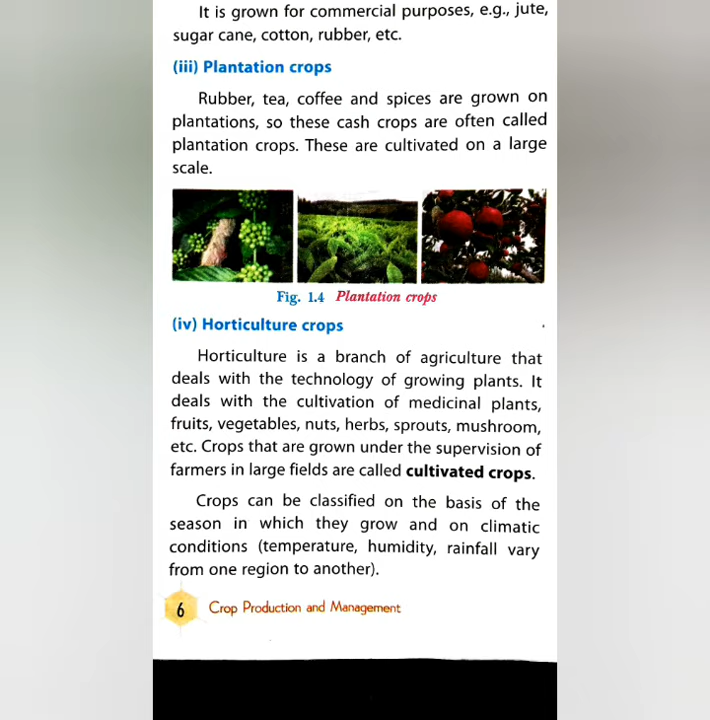 It is grown for commercial purposes, e.g., jute,
sugar cane, cotton, rubber, etc.
(iii) Plantation crops
Rubber, tea, coffee and spices are grown on
plantations, so these cash crops are often called
plantation crops. These are cultivated on a large
scale.
Fig. 1.4 Plantation crops
(iv) Horticulture crops
Horticulture is a branch of agriculture that
deals with the technology of growing plants. It
deals with the cultivation of medicinal plants,
fruits, vegetables, nuts, herbs, sprouts, mushroom,
etc. Crops that are grown under the supervision of
farmers in large fields are called cultivated crops.
Crops can be classified on the basis of the
season in which they grow and on climatic
conditions (temperature, humidity, rainfall vary
from one region to another).
6 Crop Production and Management